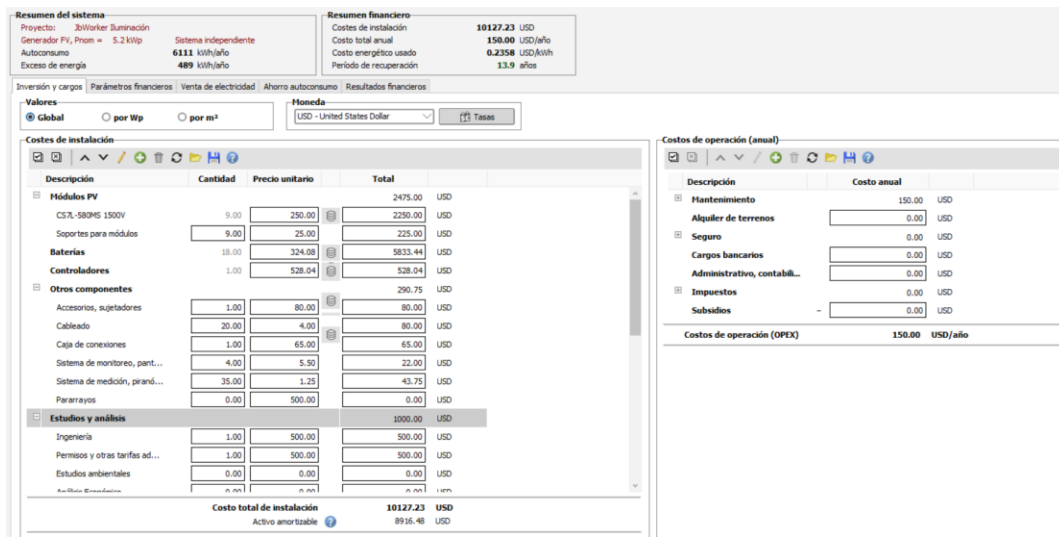 Resumen del sistema
Proyecto: JbWorker Iluminación
Generador FV, Pnom = 5.2 kWp Sistema independiente
Autoconsumo 6111 kWh/año
Exceso de energía 489 kWh/año
Resumen financiero
Costes de instalación 10127.23 USD
Costo total anual 150.00 USD/año
Costo energético usado 0.2358 USD/kWh
Período de recuperación 13.9 años
Inversión y cargos Parámetros financieros Venta de electricidad Ahorro autoconsumo Resultados financieros
Valores
Global por Wp por m²
Moneda
USD - United States Dollar Tasas
Costes de instalación
Descripción Cantidad Precio unitario Total
Módulos PV 2475.00 USD
CS7L-580MS 1500V 9.00 250.00 2250.00 USD
Soportes para módulos 9.00 25.00 225.00 USD
Baterías 18.00 324.08 5833.44 USD
Controladores 1.00 528.04 528.04 USD
Otros componentes 290.75 USD
Accesorios, sujetadores 1.00 80.00 80.00 USD
Cableado 20.00 4.00 80.00 USD
Caja de conexiones 1.00 65.00 65.00 USD
Sistema de monitoreo, pant... 4.00 5.50 22.00 USD
Sistema de medición, piranó... 35.00 1.25 43.75 USD
Pararrayos 0.00 500.00 0.00 USD
Estudios y análisis 1000.00 USD
Ingeniería 1.00 500.00 500.00 USD
Permisos y otras tarifas ad... 1.00 500.00 500.00 USD
Estudios ambientales 0.00 0.00 0.00 USD
Análisis Económico 0.00 0.00 0.00 USD
Costo total de instalación 10127.23 USD
Activo amortizable 8916.48 USD
Costos de operación (anual)
Descripción Costo anual
Mantenimiento 150.00 USD
Alquiler de terrenos 0.00 USD
Seguro 0.00 USD
Cargos bancarios 0.00 USD
Administrativo, contabili... 0.00 USD
Impuestos 0.00 USD
Subsidios - 0.00 USD
Costos de operación (OPEX) 150.00 USD/año